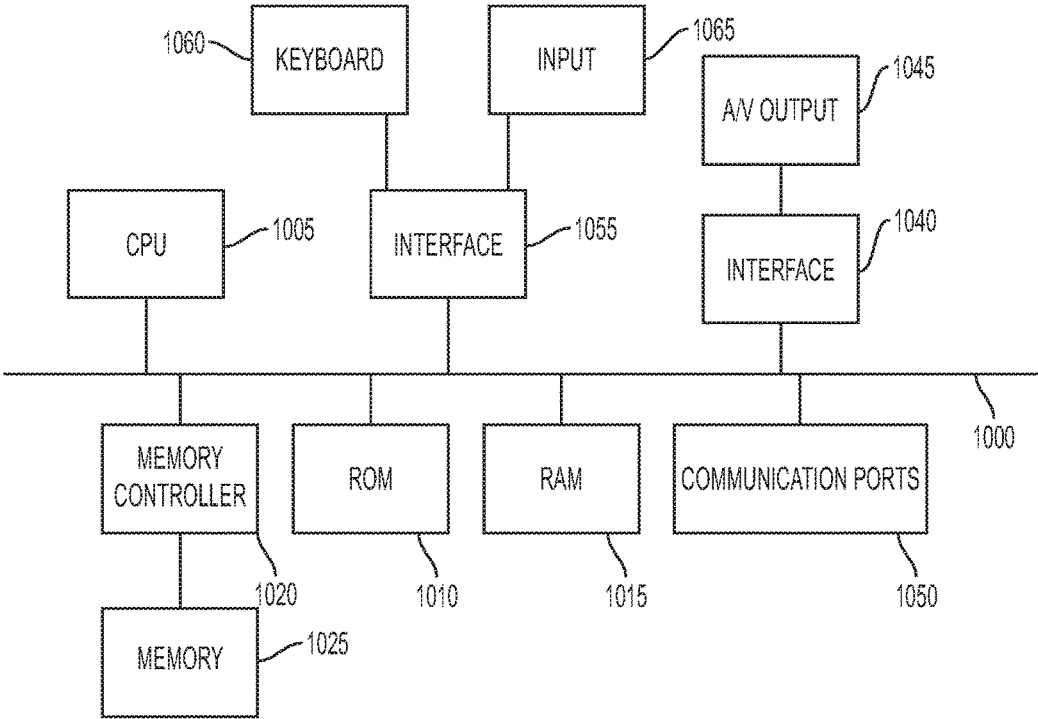 1060
KEYBOARD
INPUT
1065
A/V OUTPUT
1045
CPU
1005
INTERFACE
1055
INTERFACE
1040
1000
MEMORY
CONTROLLER
1020
ROM
1010
RAM
1015
COMMUNICATION PORTS
1050
MEMORY
1025